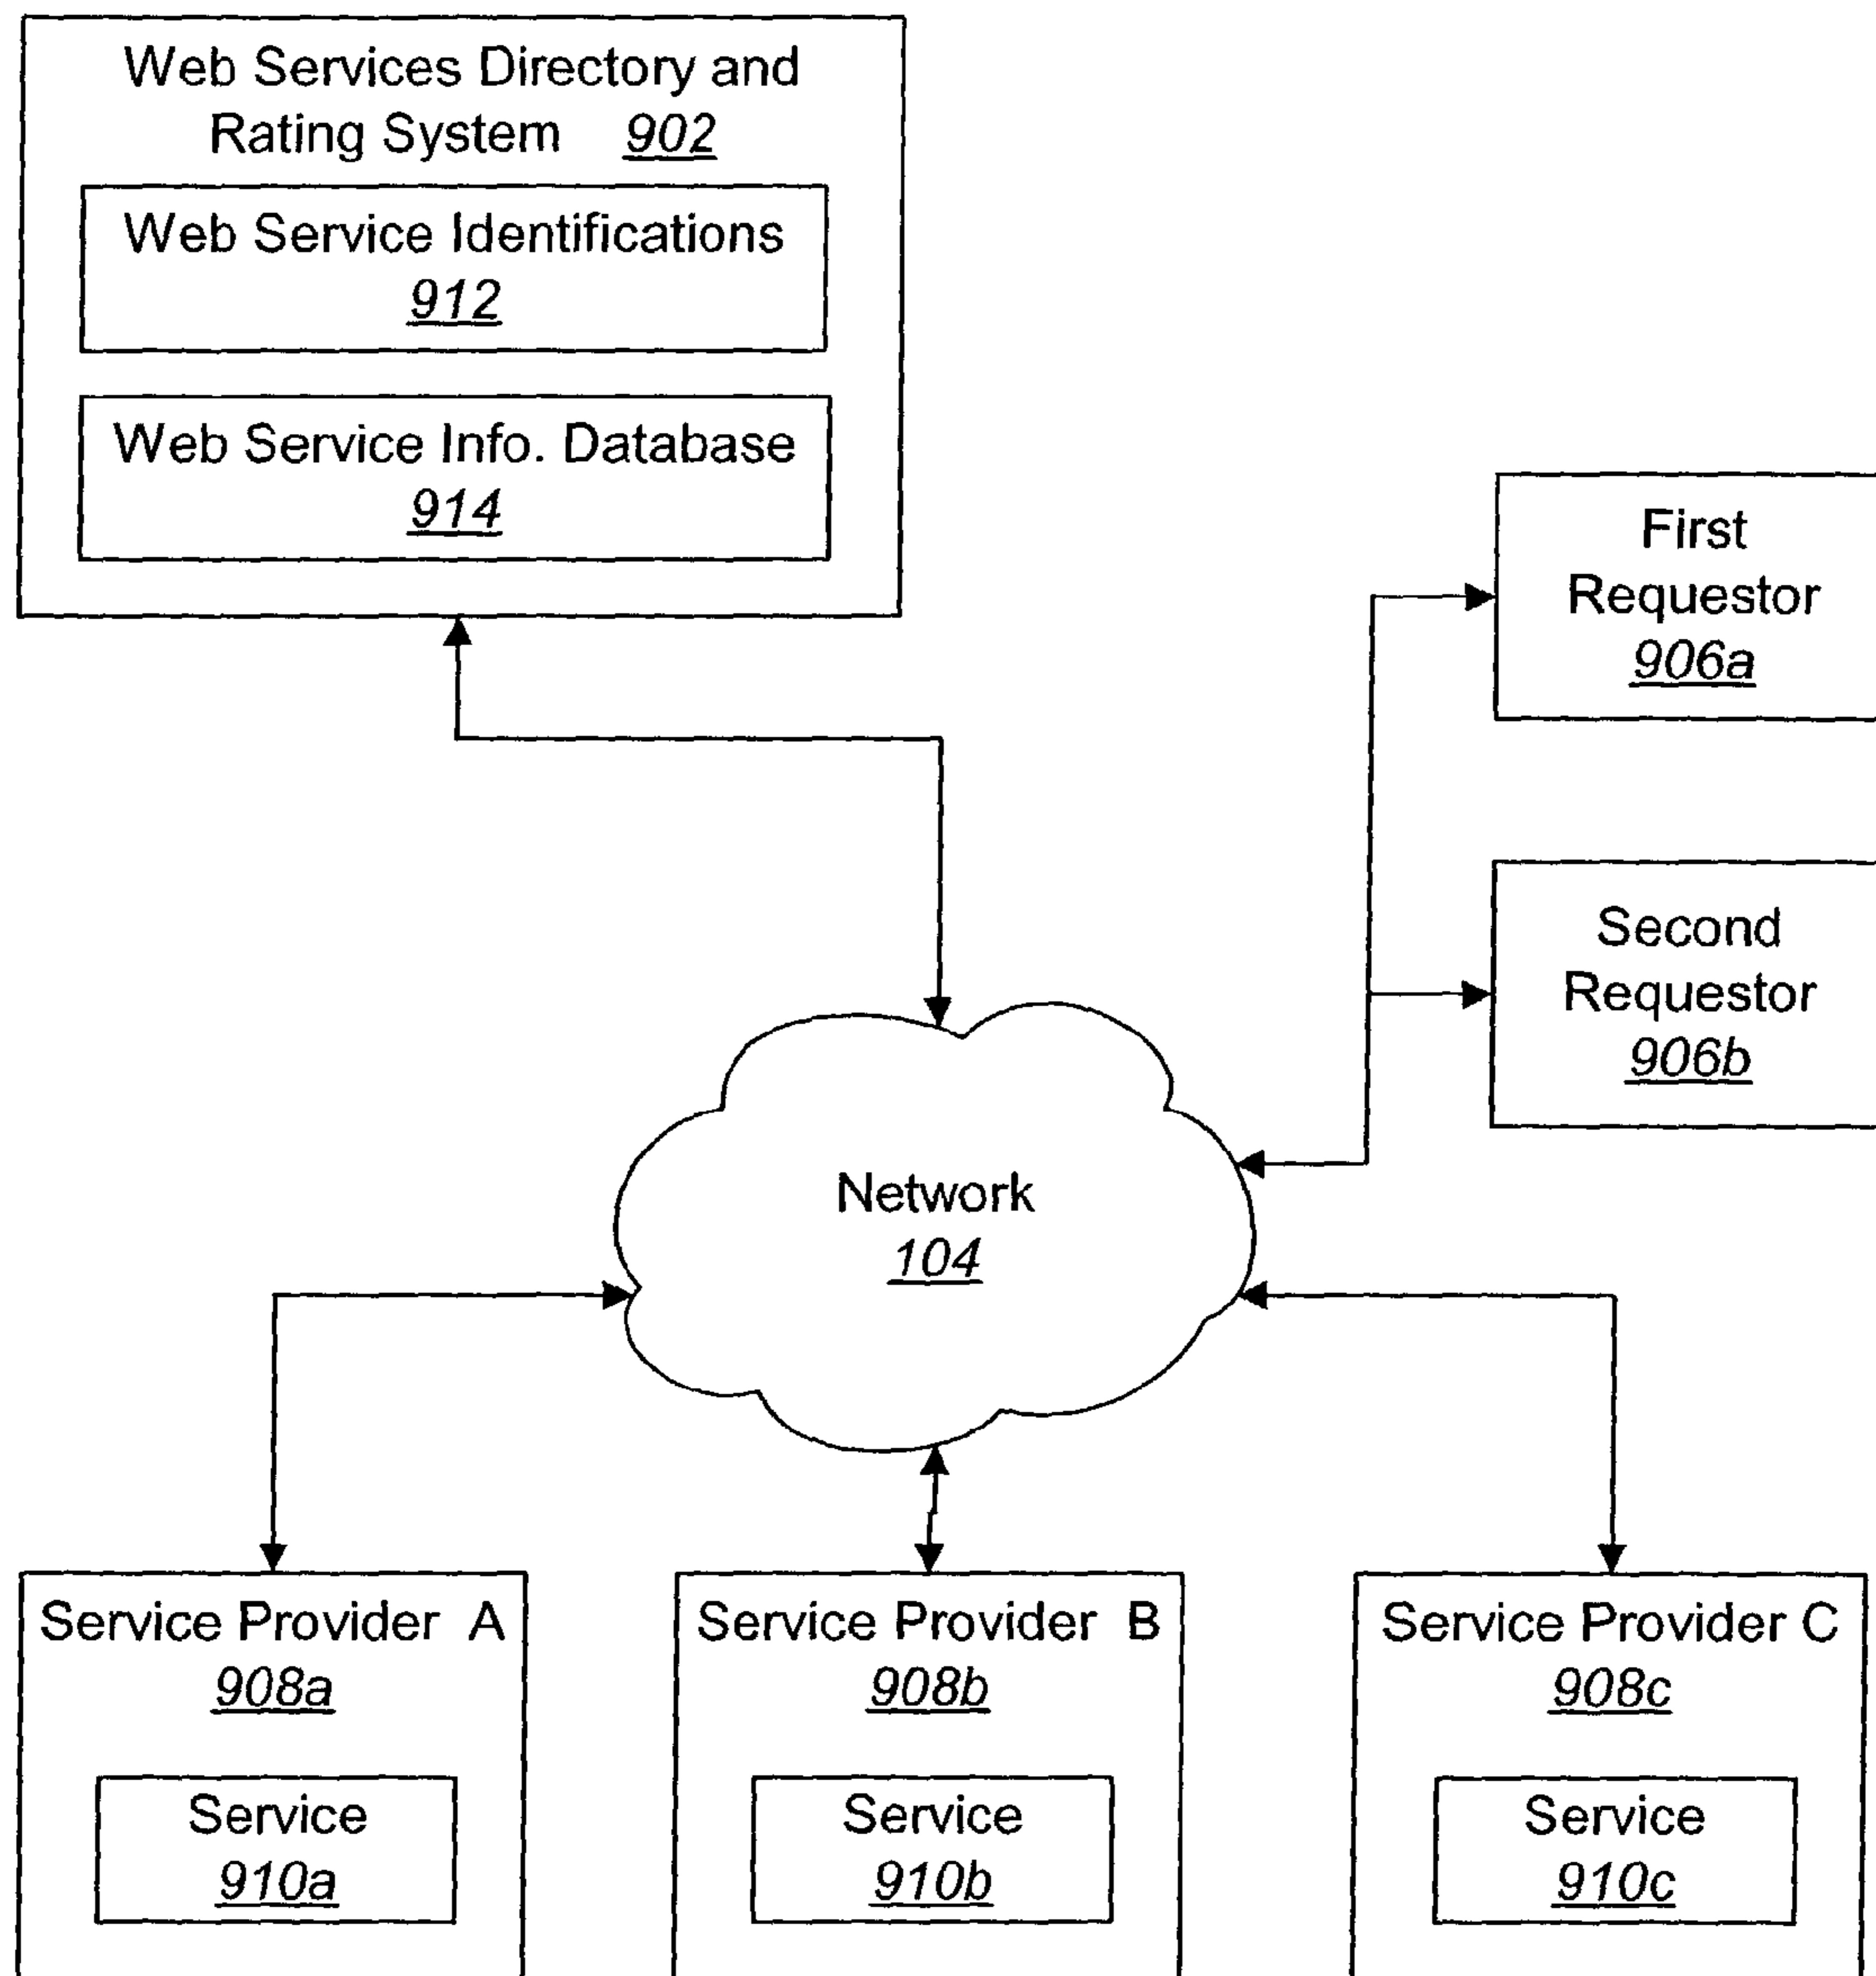 Web Services Directory and
Rating System 902
Web Service Identifications
912
Web Service Info. Database
914
First
Requestor
906a
Second
Requestor
906b
Network
104
Service Provider A
908a
Service
910a
Service Provider B
908b
Service
910b
Service Provider C
908c
Service
910c